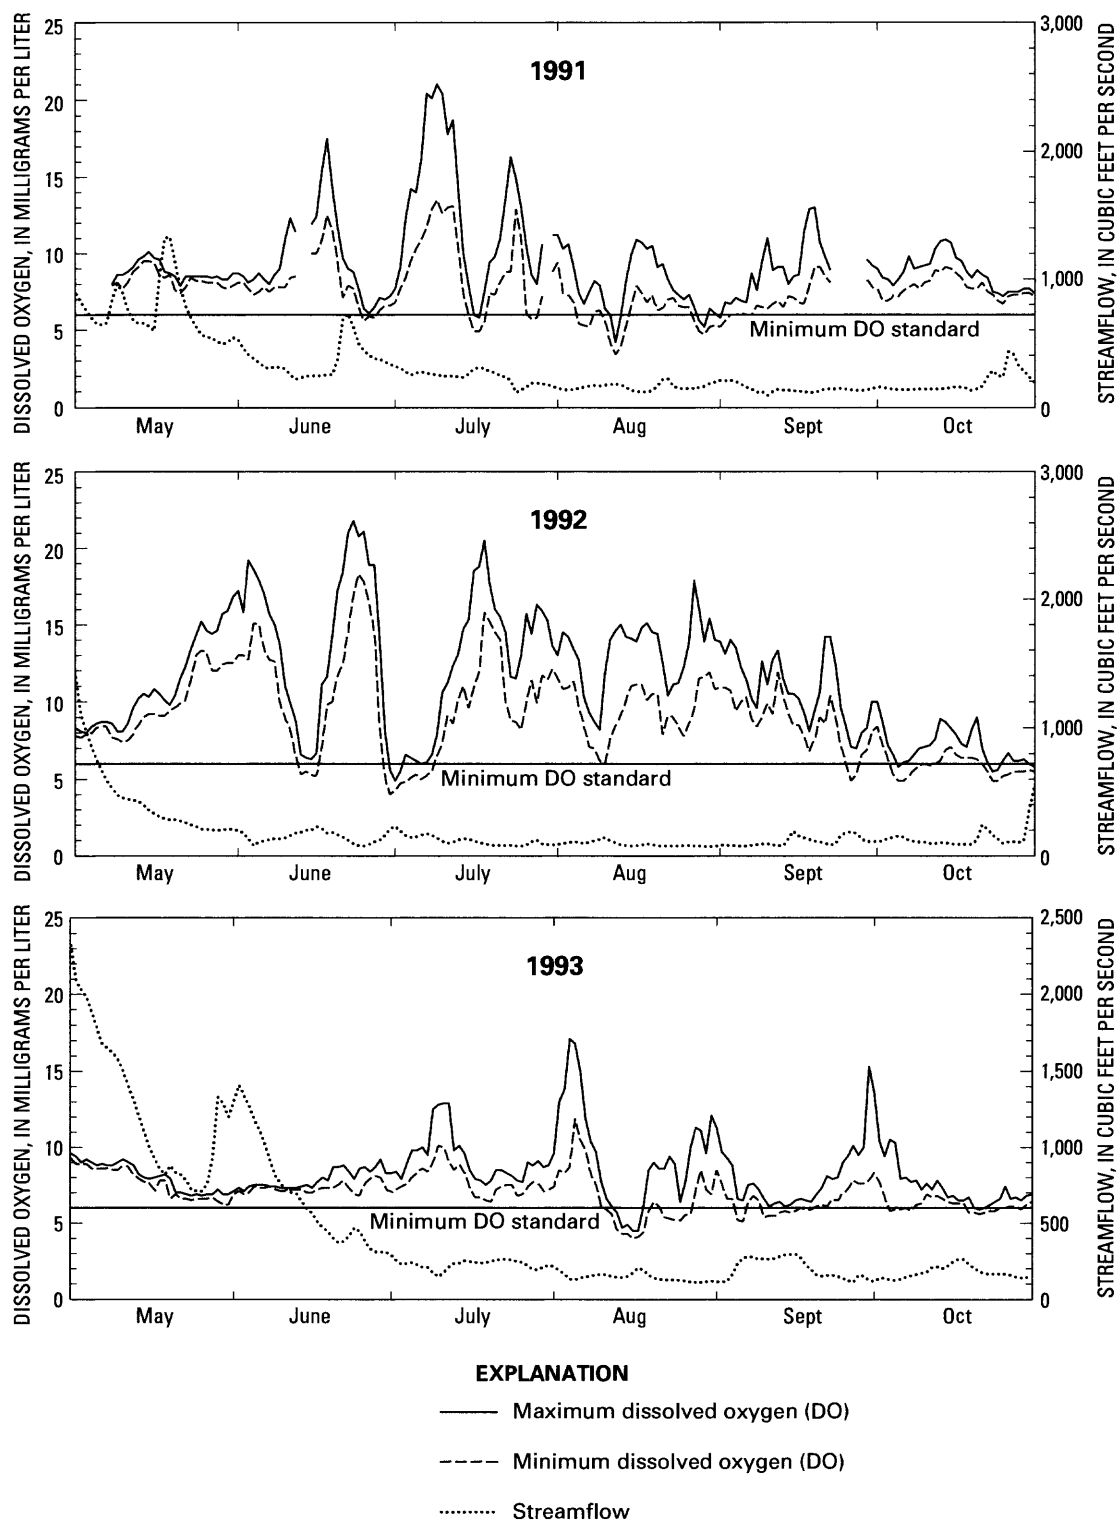 DISSOLVED OXYGEN, IN MILLIGRAMS PER LITER
25
20
15
10
5
0
1991
Minimum DO standard
3,000
2,000
1,000
0
STREAMFLOW, IN CUBIC FEET PER SECOND
May June July Aug Sept Oct
DISSOLVED OXYGEN, IN MILLIGRAMS PER LITER
25
20
15
10
5
0
1992
Minimum DO standard
3,000
2,000
1,000
0
STREAMFLOW, IN CUBIC FEET PER SECOND
May June July Aug Sept Oct
DISSOLVED OXYGEN, IN MILLIGRAMS PER LITER
25
20
15
10
5
0
1993
Minimum DO standard
2,500
2,000
1,500
1,000
500
0
STREAMFLOW, IN CUBIC FEET PER SECOND
May June July Aug Sept Oct
EXPLANATION
Maximum dissolved oxygen (DO)
Minimum dissolved oxygen (DO)
Streamflow